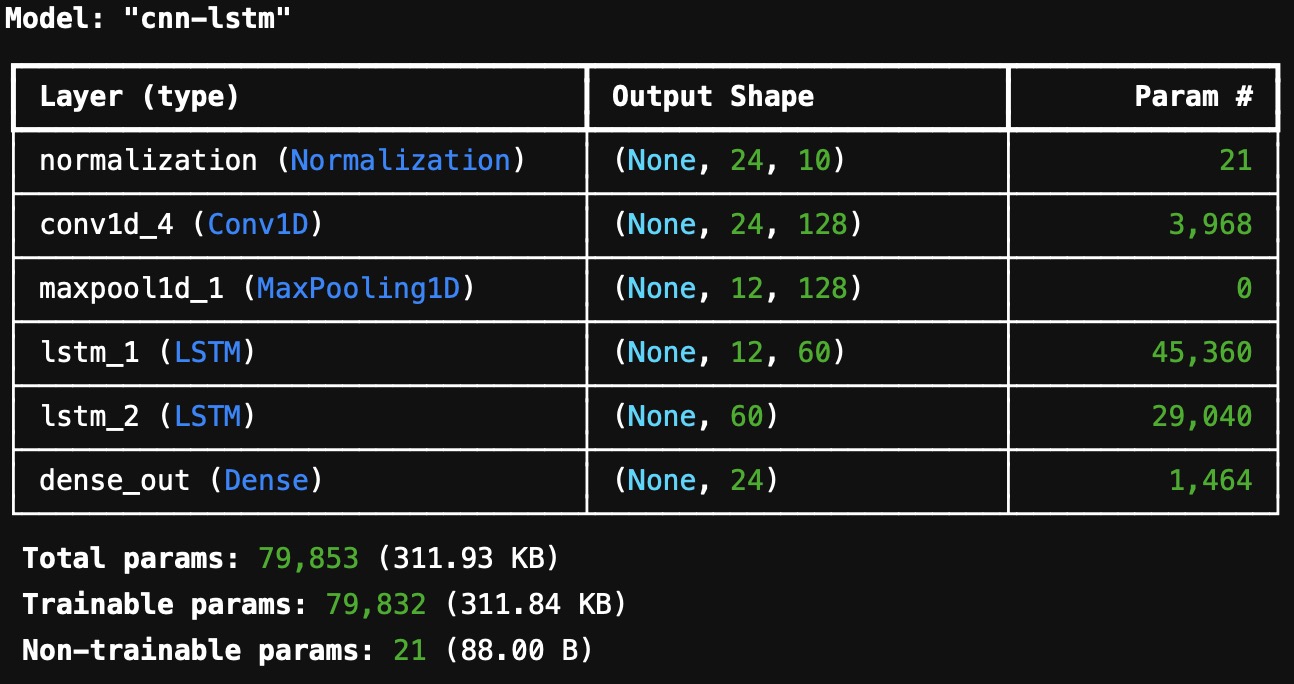 Model: "cnn-lstm"
Layer (type) Output Shape Param #
normalization (Normalization) (None, 24, 10) 21
conv1d_4 (Conv1D) (None, 24, 128) 3,968
maxpool1d_1 (MaxPooling1D) (None, 12, 128) 0
lstm_1 (LSTM) (None, 12, 60) 45,360
lstm_2 (LSTM) (None, 60) 29,040
dense_out (Dense) (None, 24) 1,464
Total params: 79,853 (311.93 KB)
Trainable params: 79,832 (311.84 KB)
Non-trainable params: 21 (88.00 B)